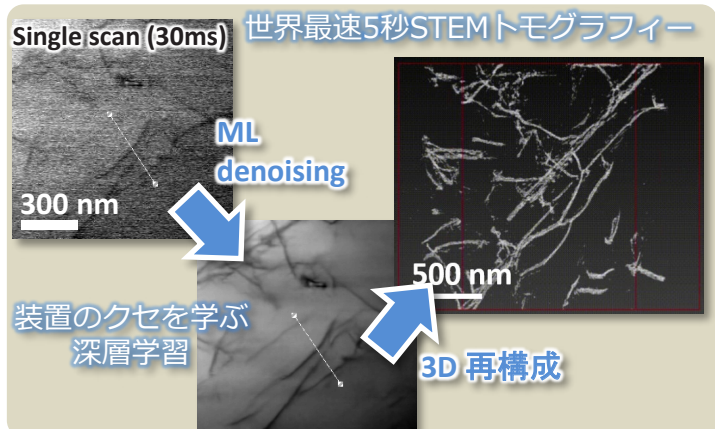 世界最速5秒STEMトモグラフィー
Single scan (30ms)
ML
denoising
300 nm
500 nm
装置のクセを学ぶ
深層学習
3D 再構成